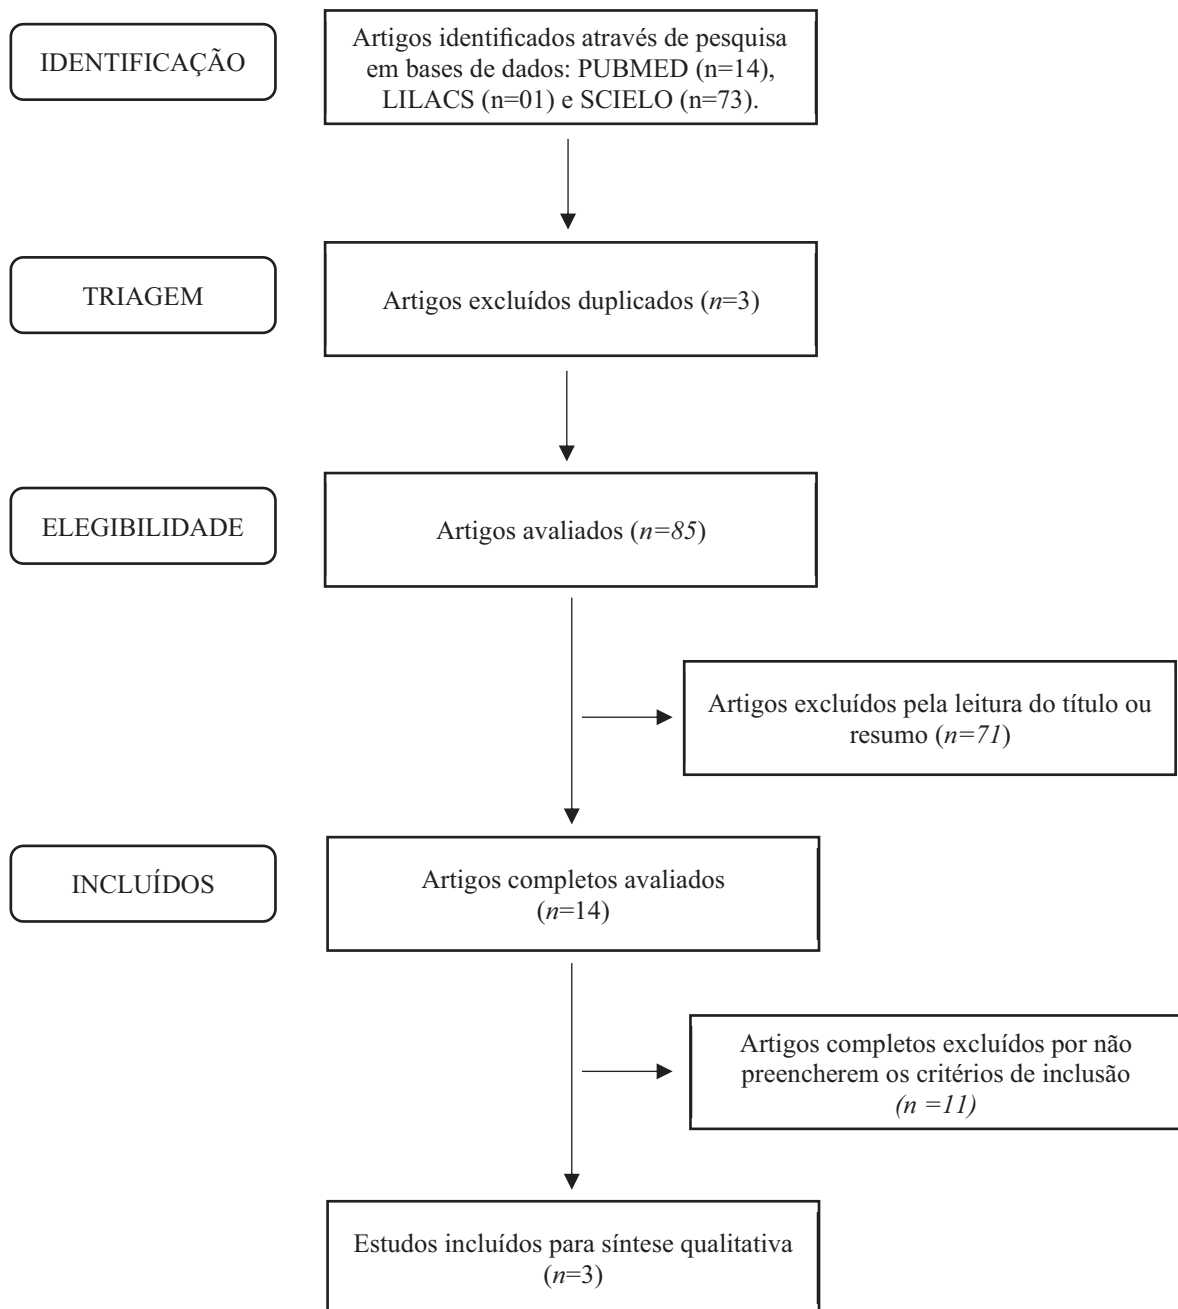 IDENTIFICAÇÃO
Artigos identificados através de pesquisa
em bases de dados: PUBMED (n=14),
LILACS (n=01) e SCIELO (n=73).
TRIAGEM
Artigos excluídos duplicados (n=3)
ELEGIBILIDADE
Artigos avaliados (n=85)
Artigos excluídos pela leitura do título ou
resumo (n=71)
INCLUÍDOS
Artigos completos avaliados
(n=14)
Artigos completos excluídos por não
preencherem os critérios de inclusão
(n =11)
Estudos incluídos para síntese qualitativa
(n=3)